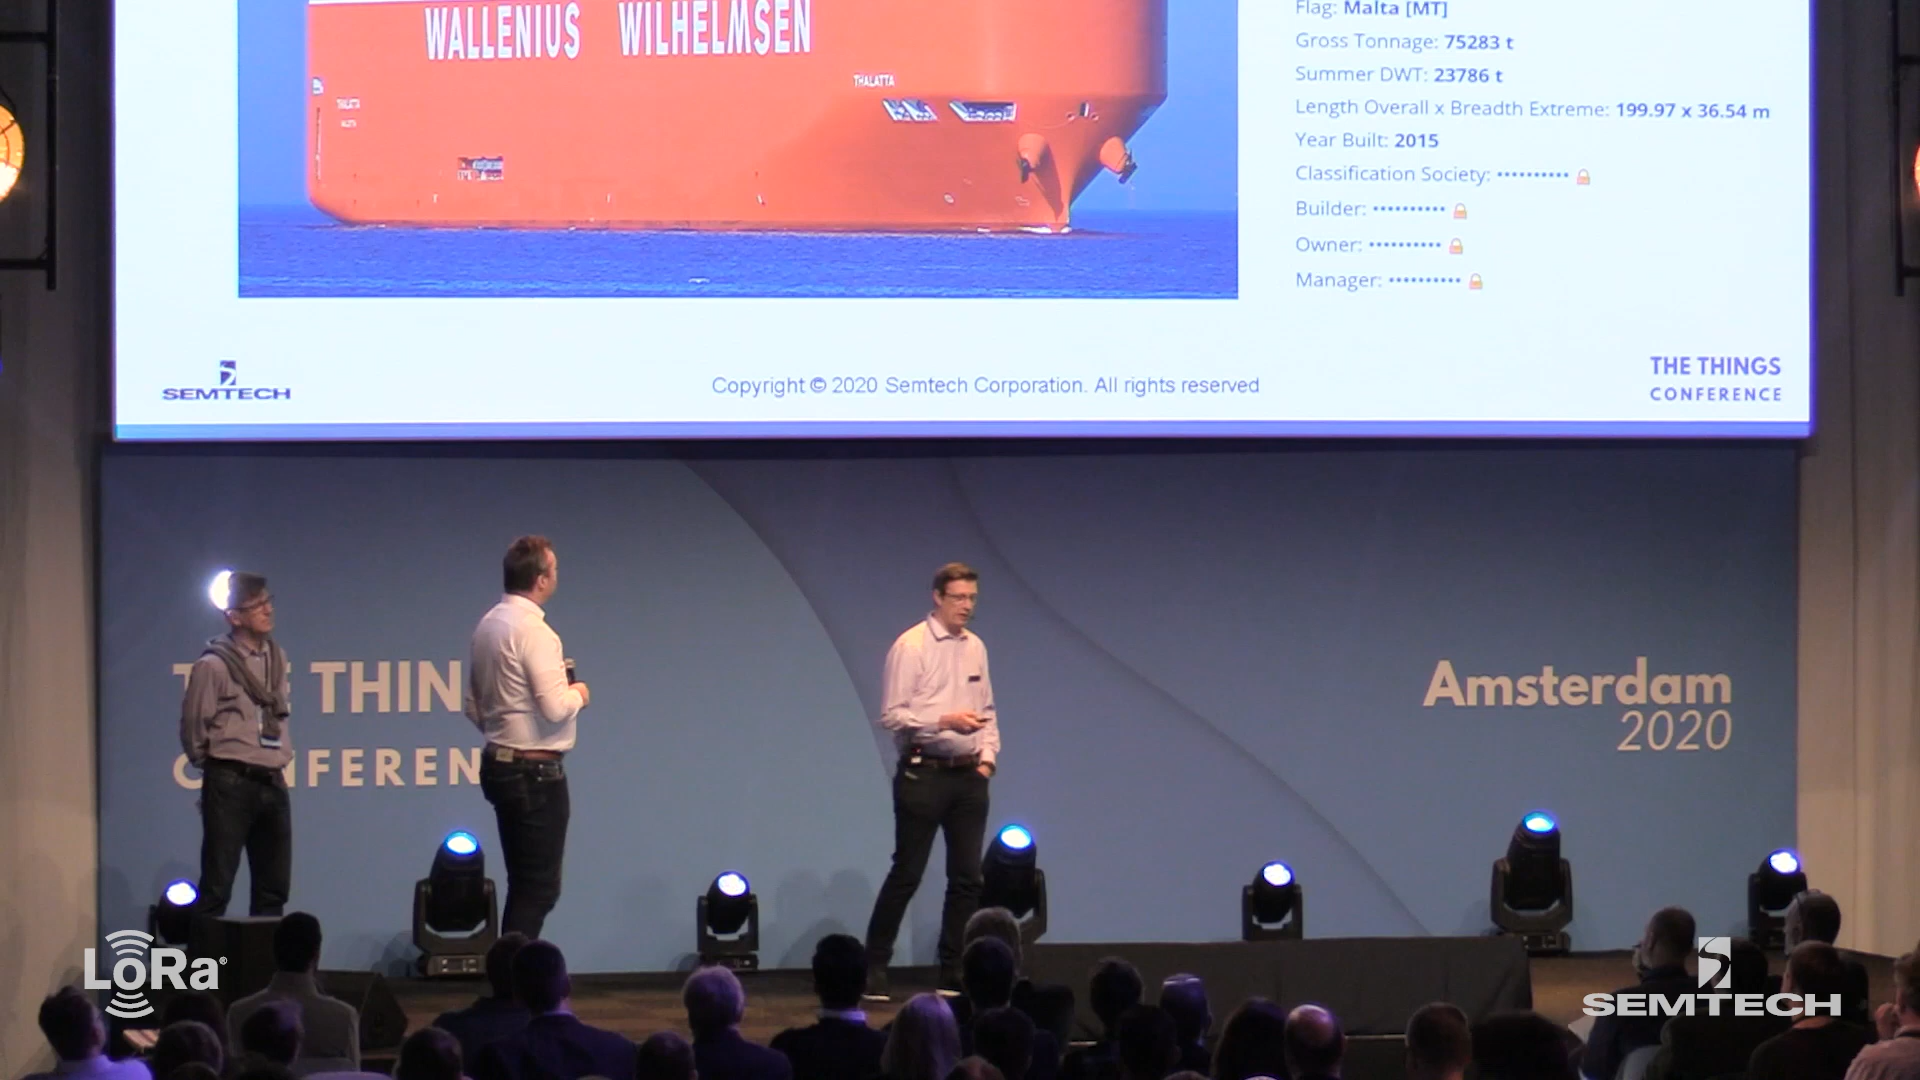 WALLENIUS WILHELMSEN
THALATTA
THALATTA
Flag: Malta [MT]
Gross Tonnage: 75283 t
Summer DWT: 23786 t
Length Overall x Breadth Extreme: 199.97 x 36.54 m
Year Built: 2015
Classification Society: ••••••••••
Builder: ••••••••••
Owner: ••••••••••
Manager: ••••••••••
SEMTECH
Copyright © 2020 Semtech Corporation. All rights reserved
THE THINGS
CONFERENCE
T E THIN
C NFEREN
Amsterdam
2020
LoRa®
SEMTECH